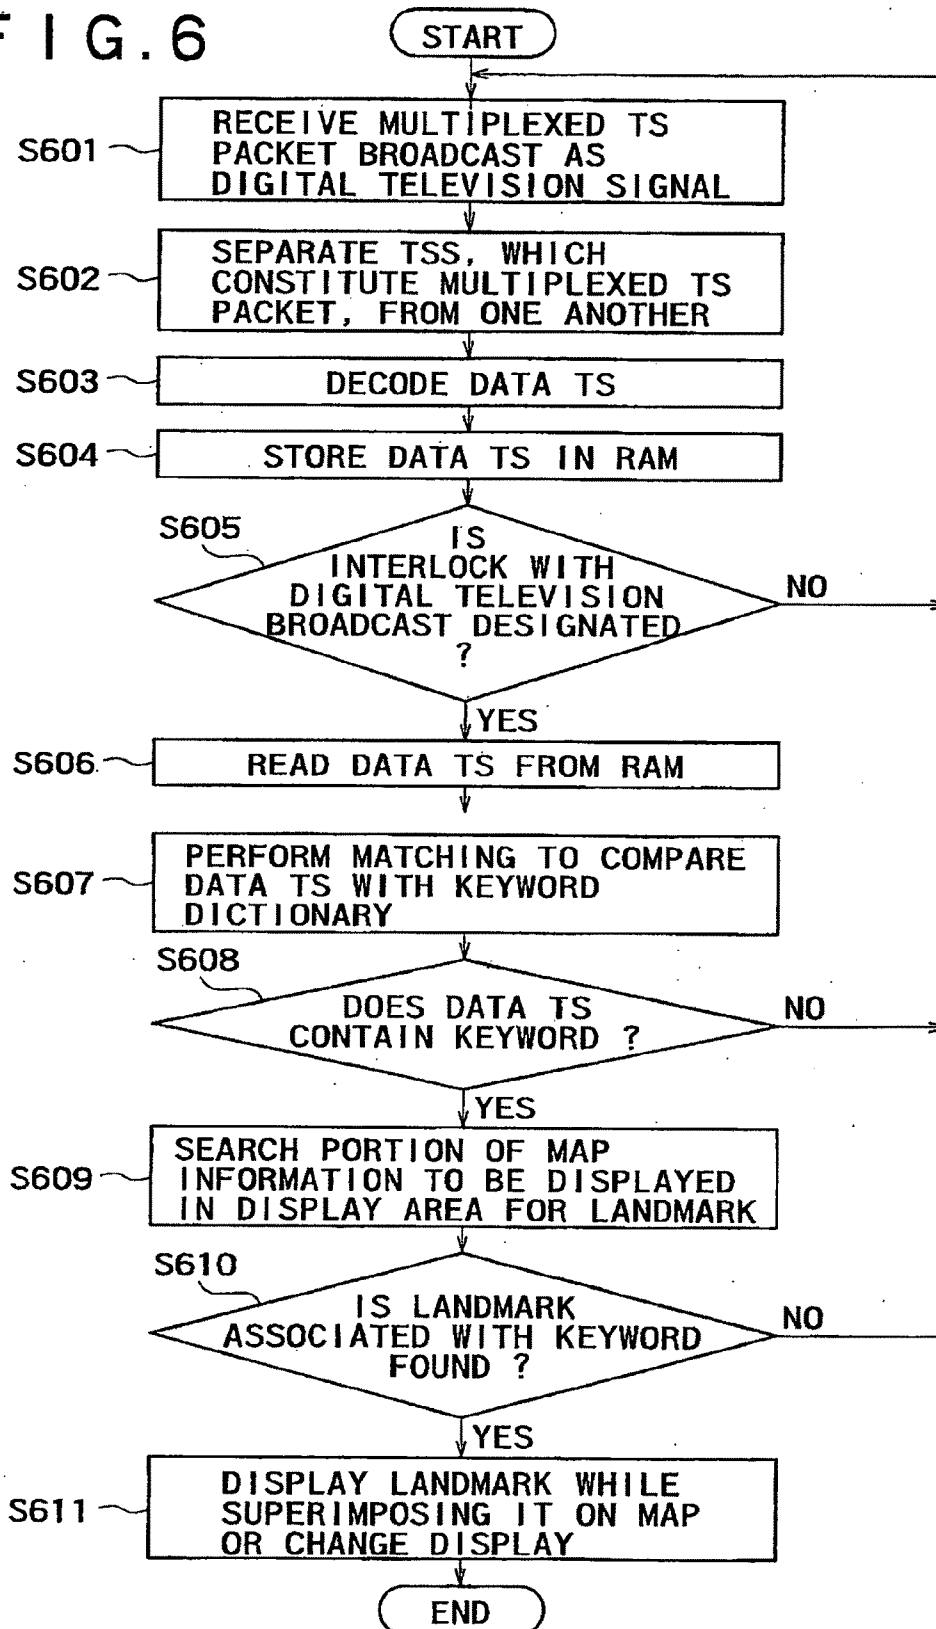 FIG.6
START
S601
RECEIVE MULTIPLEXED TS
PACKET BROADCAST AS
DIGITAL TELEVISION SIGNAL
S602
SEPARATE TSS, WHICH
CONSTITUTE MULTIPLEXED TS
PACKET, FROM ONE ANOTHER
S603
DECODE DATA TS
S604
STORE DATA TS IN RAM
S605
IS
INTERLOCK WITH
DIGITAL TELEVISION
BROADCAST DESIGNATED
?
NO
YES
S606
READ DATA TS FROM RAM
S607
PERFORM MATCHING TO COMPARE
DATA TS WITH KEYWORD
DICTIONARY
S608
DOES DATA TS
CONTAIN KEYWORD ?
NO
YES
S609
SEARCH PORTION OF MAP
INFORMATION TO BE DISPLAYED
IN DISPLAY AREA FOR LANDMARK
S610
IS LANDMARK
ASSOCIATED WITH KEYWORD
FOUND ?
NO
YES
S611
DISPLAY LANDMARK WHILE
SUPERIMPOSING IT ON MAP
OR CHANGE DISPLAY
END